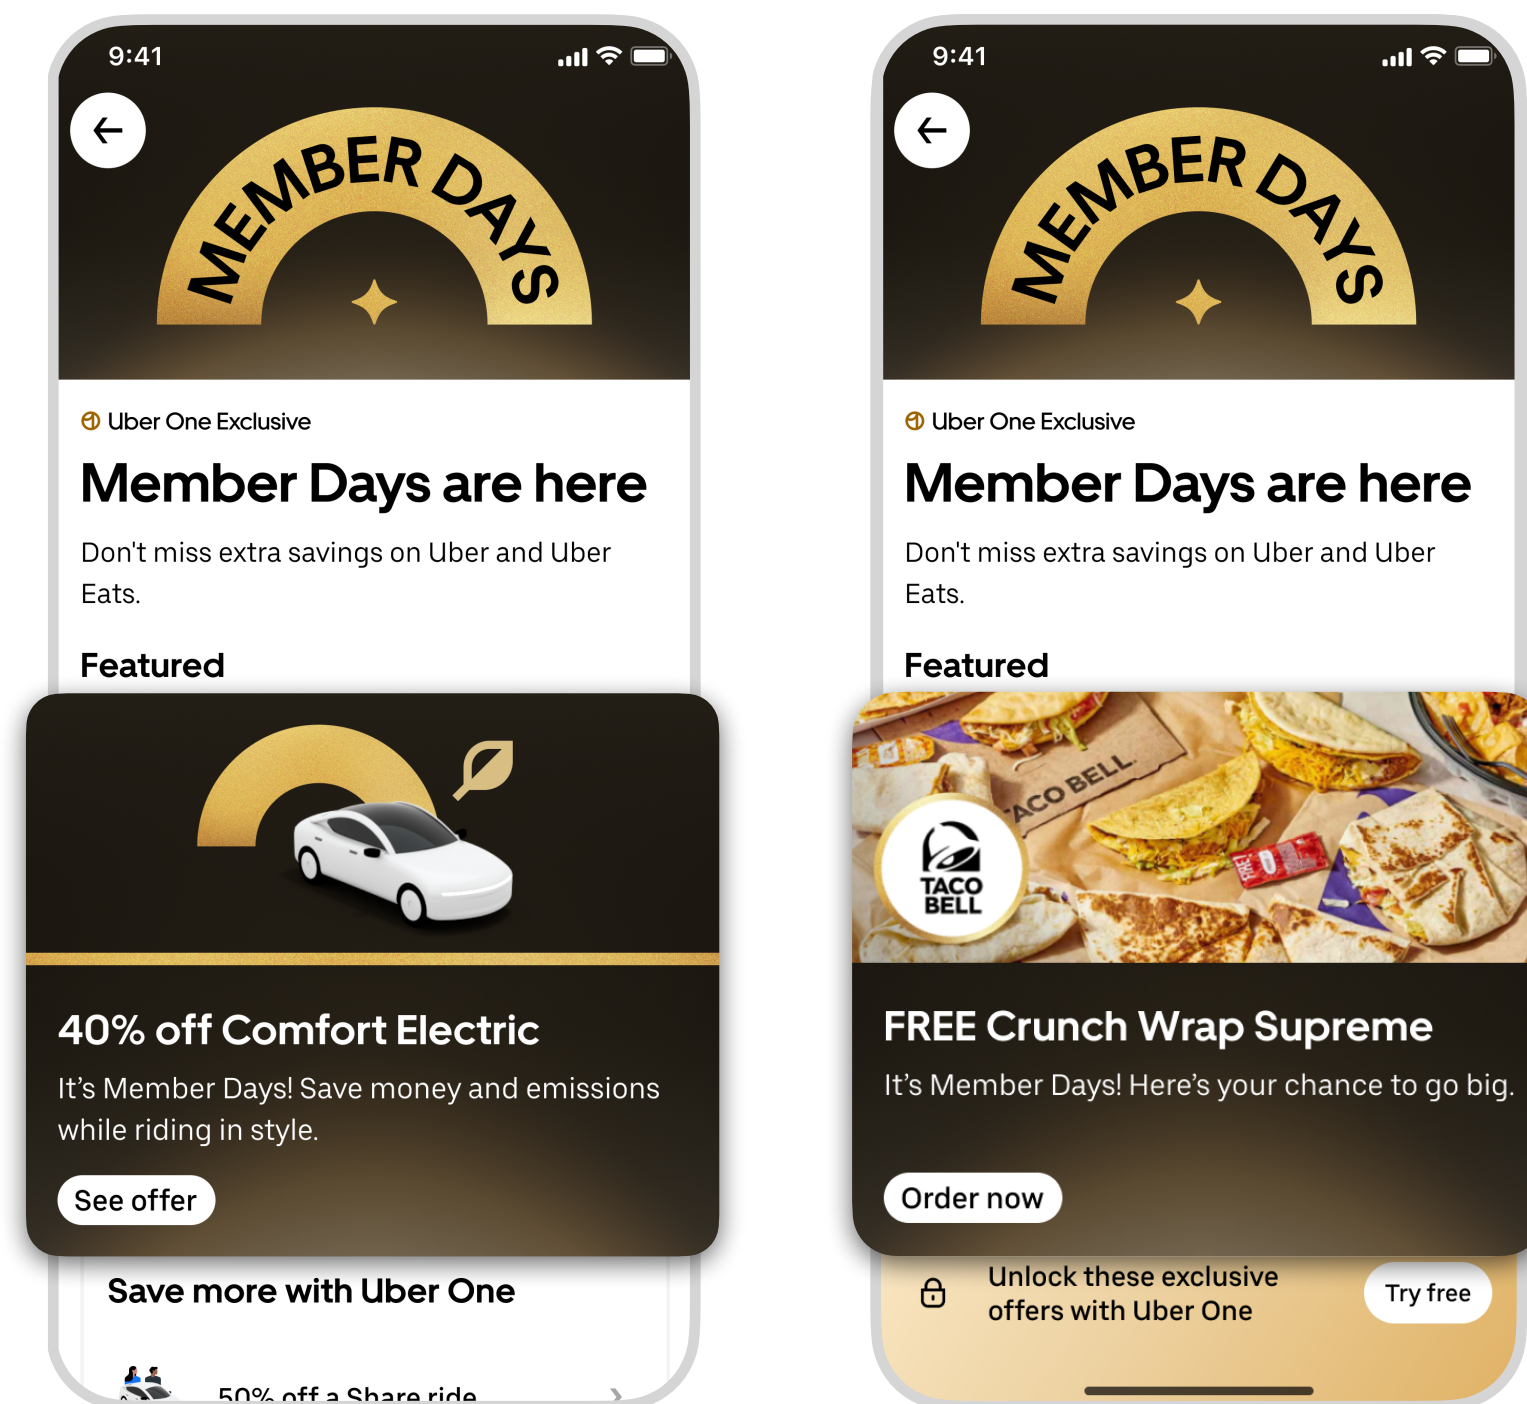 9:41
MEMBER DAYS
Uber One Exclusive
Member Days are here
Don't miss extra savings on Uber and Uber
Eats.
Featured
40% off Comfort Electric
It’s Member Days! Save money and emissions
while riding in style.
See offer
Save more with Uber One
50% off a Share ride
9:41
MEMBER DAYS
Uber One Exclusive
Member Days are here
Don't miss extra savings on Uber and Uber
Eats.
Featured
TACO BELL
FIRE!
TACO
BELL
FREE Crunch Wrap Supreme
It’s Member Days! Here’s your chance to go big.
Order now
Unlock these exclusive
offers with Uber One
Try free